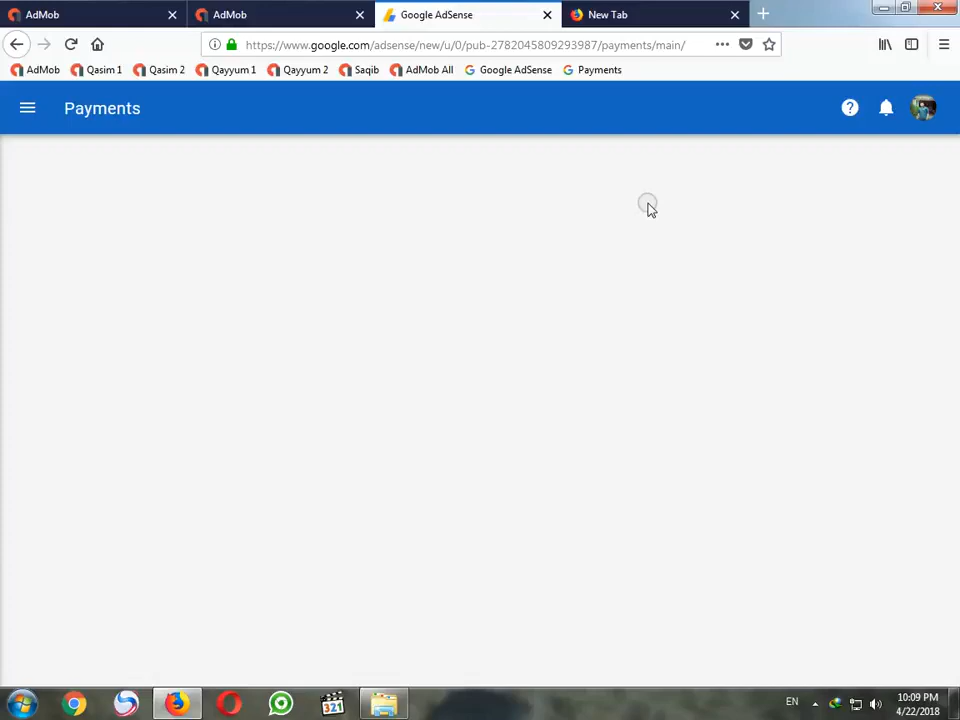 AdMob
AdMob
Google AdSense
New Tab
https://www.google.com/adsense/new/u/0/pub-2782045809293987/payments/main/
AdMob Qasim 1 Qasim 2 Qayyum 1 Qayyum 2 Saqib AdMob All Google AdSense Payments
Payments
321
EN
10:09 PM
4/22/2018